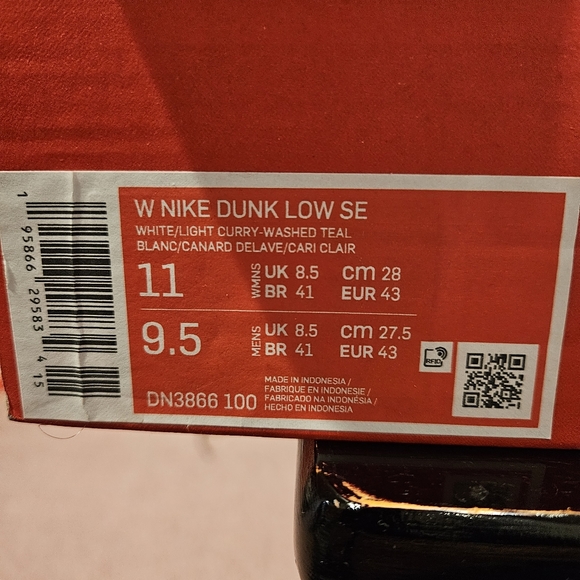 W NIKE DUNK LOW SE
WHITE/LIGHT CURRY-WASHED TEAL
BLANC/CANARD DELAVE/CARI CLAIR
11 WMNS UK 8.5 cm 28
BR 41 EUR 43
9.5 MENS UK 8.5 cm 27.5
BR 41 EUR 43
RFID
DN3866 100
MADE IN INDONESIA /
FABRIQUE EN INDONESIE /
FABRICADO NA INDONÉSIA /
HECHO EN INDONESIA
1 95866 29583 4 15